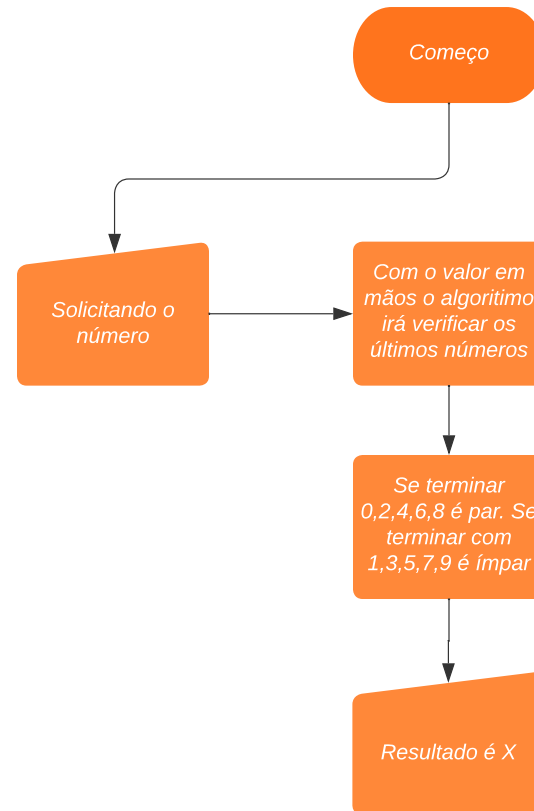 Começo
Solicitando o
número
Com o valor em
mãos o algoritimo
irá verificar os
últimos números
Se terminar
0,2,4,6,8 é par. Se
terminar com
1,3,5,7,9 é ímpar
Resultado é X